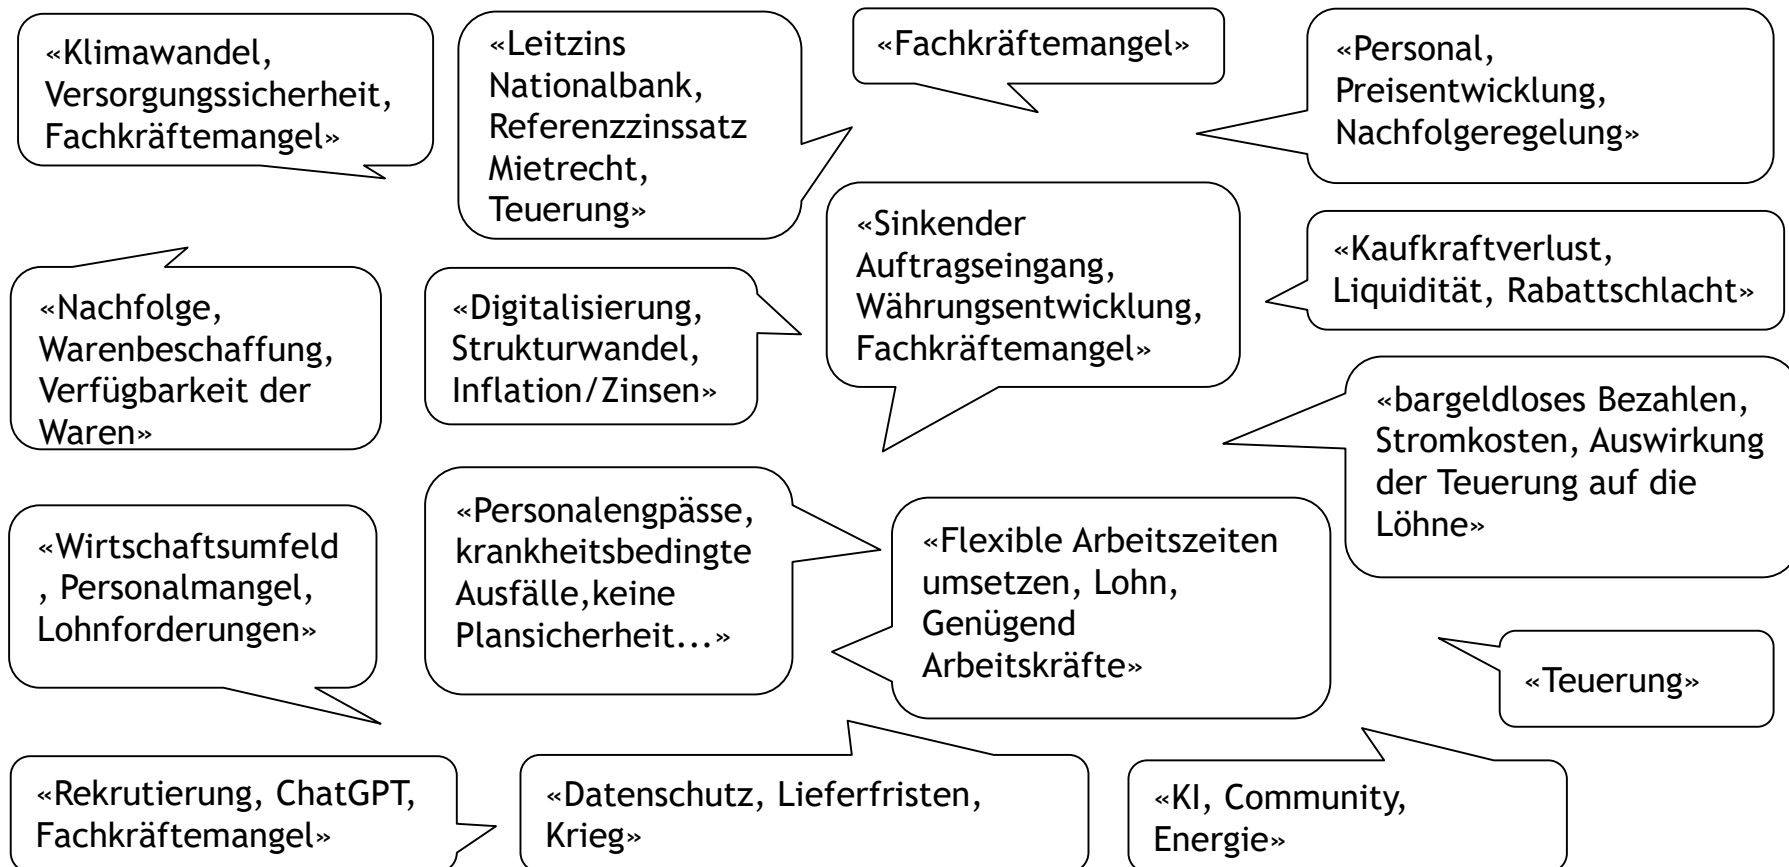 «Klimawandel,
Versorgungssicherheit,
Fachkräftemangel»
«Leitzins
Nationalbank,
Referenzzinssatz
Mietrecht,
Teuerung»
«Fachkräftemangel»
«Personal,
Preisentwicklung,
Nachfolgeregelung»
«Nachfolge,
Warenbeschaffung,
Verfügbarkeit der
Waren»
«Digitalisierung,
Strukturwandel,
Inflation/Zinsen»
«Sinkender
Auftragseingang,
Währungsentwicklung,
Fachkräftemangel»
«Kaufkraftverlust,
Liquidität, Rabattschlacht»
«bargeldloses Bezahlen,
Stromkosten, Auswirkung
der Teuerung auf die
Löhne»
«Wirtschaftsumfeld
, Personalmangel,
Lohnforderungen»
«Personalengpässe,
krankheitsbedingte
Ausfälle,keine
Plansicherheit...»
«Flexible Arbeitszeiten
umsetzen, Lohn,
Genügend
Arbeitskräfte»
«Teuerung»
«Rekrutierung, ChatGPT,
Fachkräftemangel»
«Datenschutz, Lieferfristen,
Krieg»
«KI, Community,
Energie»